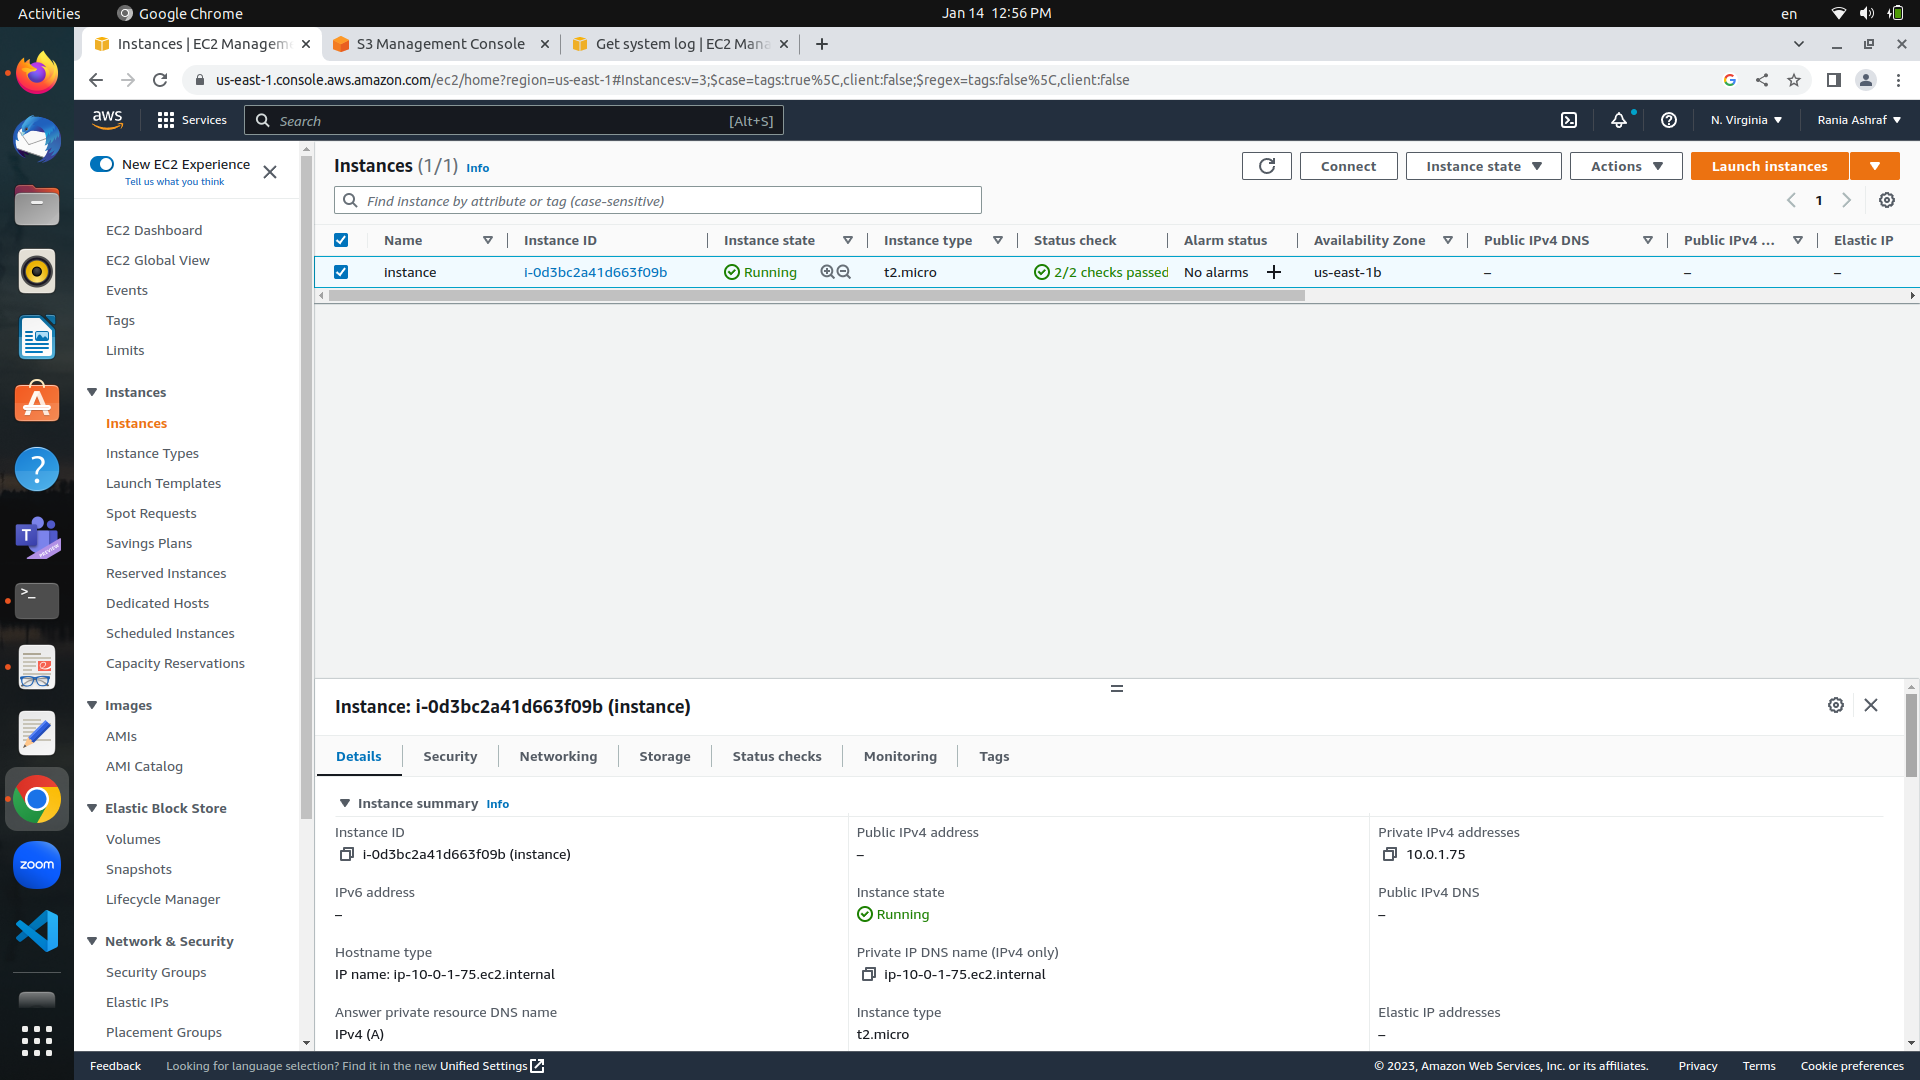 Activities
Google Chrome
Jan 14 12:56 PM
en
Instances | EC2 Managem
S3 Management Console
Get system log | EC2 Mana
us-east-1.console.aws.amazon.com/ec2/home?region=us-east-1#Instances:v=3;$case=tags:true%5C,client:false;$regex=tags:false%5C,client:false
aws
Services
Search
[Alt+S]
N. Virginia
Rania Ashraf
New EC2 Experience
Tell us what you think
EC2 Dashboard
EC2 Global View
Events
Tags
Limits
Instances
Instances
Instance Types
Launch Templates
Spot Requests
Savings Plans
Reserved Instances
Dedicated Hosts
Scheduled Instances
Capacity Reservations
Images
AMIs
AMI Catalog
Elastic Block Store
Volumes
Snapshots
Lifecycle Manager
Network & Security
Security Groups
Elastic IPs
Placement Groups
Instances (1/1) Info
Connect
Instance state
Actions
Launch instances
Find instance by attribute or tag (case-sensitive)
1
Name
Instance ID
Instance state
Instance type
Status check
Alarm status
Availability Zone
Public IPv4 DNS
Public IPv4 ...
Elastic IP
instance
i-0d3bc2a41d663f09b
Running
t2.micro
2/2 checks passed
No alarms
us-east-1b
–
–
–
Instance: i-0d3bc2a41d663f09b (instance)
Details
Security
Networking
Storage
Status checks
Monitoring
Tags
Instance summary Info
Instance ID
i-0d3bc2a41d663f09b (instance)
Public IPv4 address
–
Private IPv4 addresses
10.0.1.75
IPv6 address
–
Instance state
Running
Public IPv4 DNS
–
Hostname type
IP name: ip-10-0-1-75.ec2.internal
Private IP DNS name (IPv4 only)
ip-10-0-1-75.ec2.internal
Answer private resource DNS name
IPv4 (A)
Instance type
t2.micro
Elastic IP addresses
–
zoom
Feedback
Looking for language selection? Find it in the new Unified Settings
© 2023, Amazon Web Services, Inc. or its affiliates.
Privacy
Terms
Cookie preferences